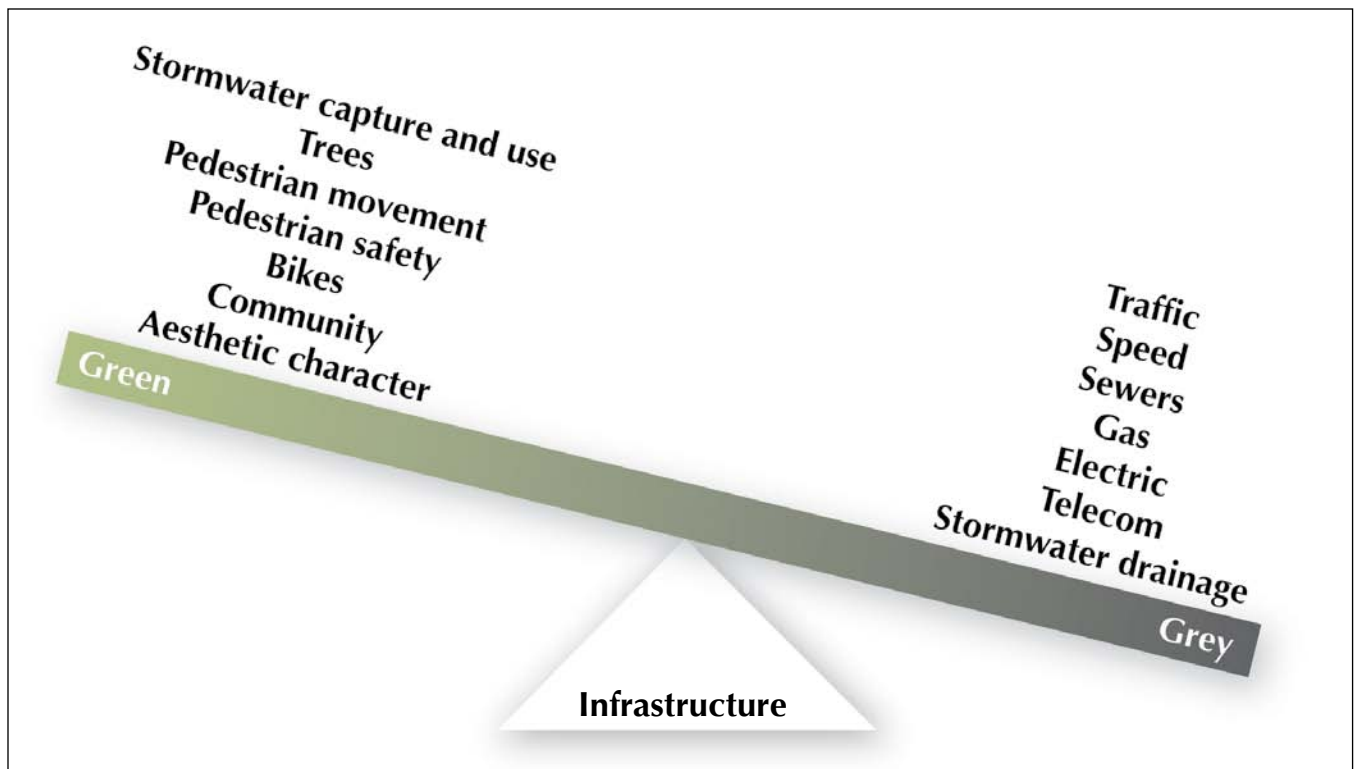 Stormwater capture and use
Trees
Pedestrian movement
Pedestrian safety
Bikes
Community
Aesthetic character
Green
Traffic
Speed
Sewers
Gas
Electric
Telecom
Stormwater drainage
Grey
Infrastructure